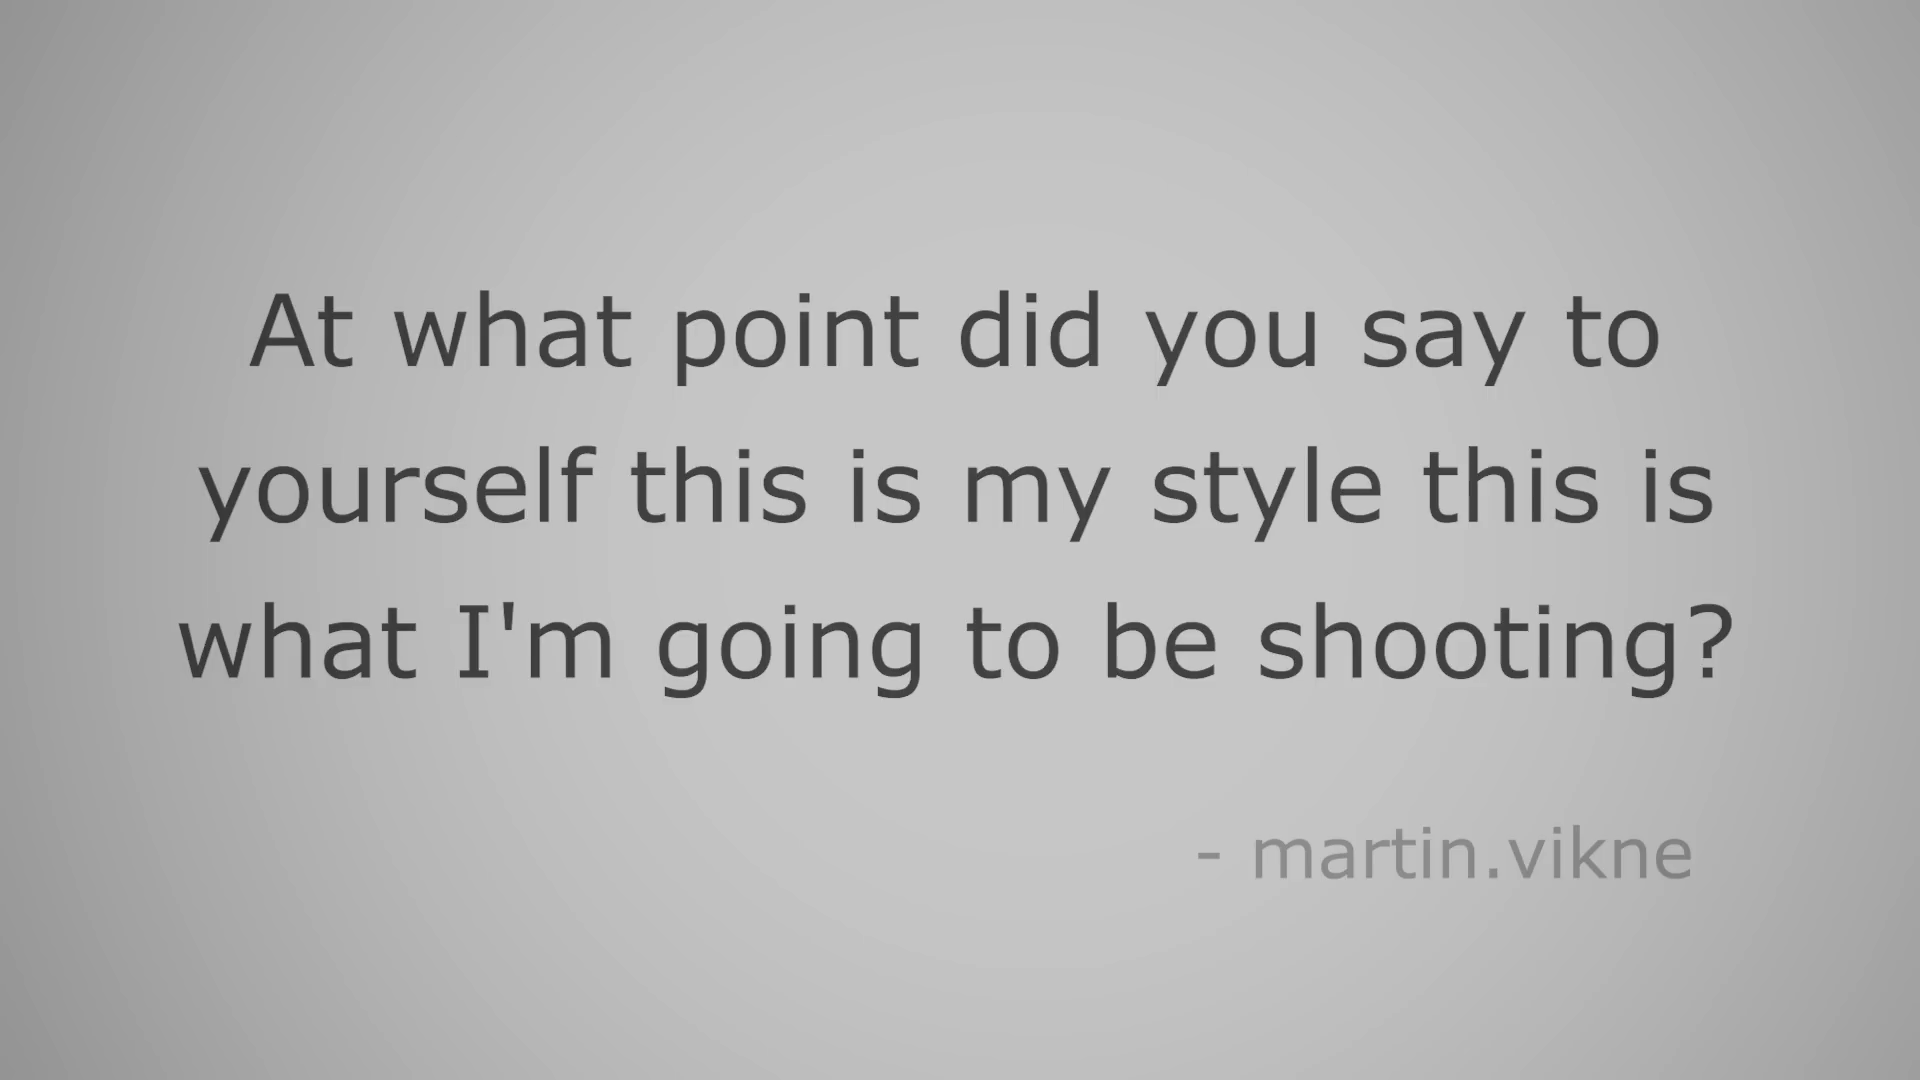 At what point did you say to
yourself this is my style this is
what I'm going to be shooting?
- martin.vikne